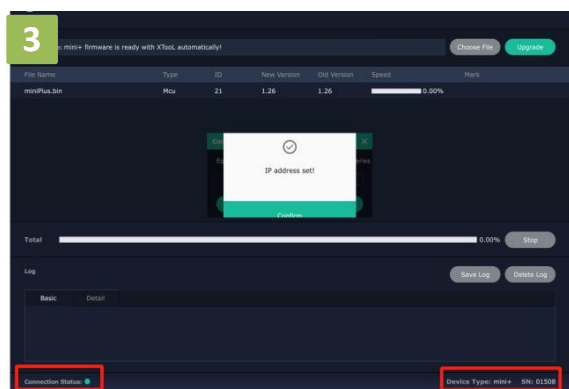 3
mini+ firmware is ready with XTooL automatically!
Choose File
Upgrade
File Name Type ID New Version Old Version Speed Mark
miniPlus.bin Mcu 21 1.26 1.26 0.00%
IP address set!
Confirm
Total 0.00% Stop
Log Save Log Delete Log
Basic Detail
Connection Status: Device Type: mini+ SN: 01508